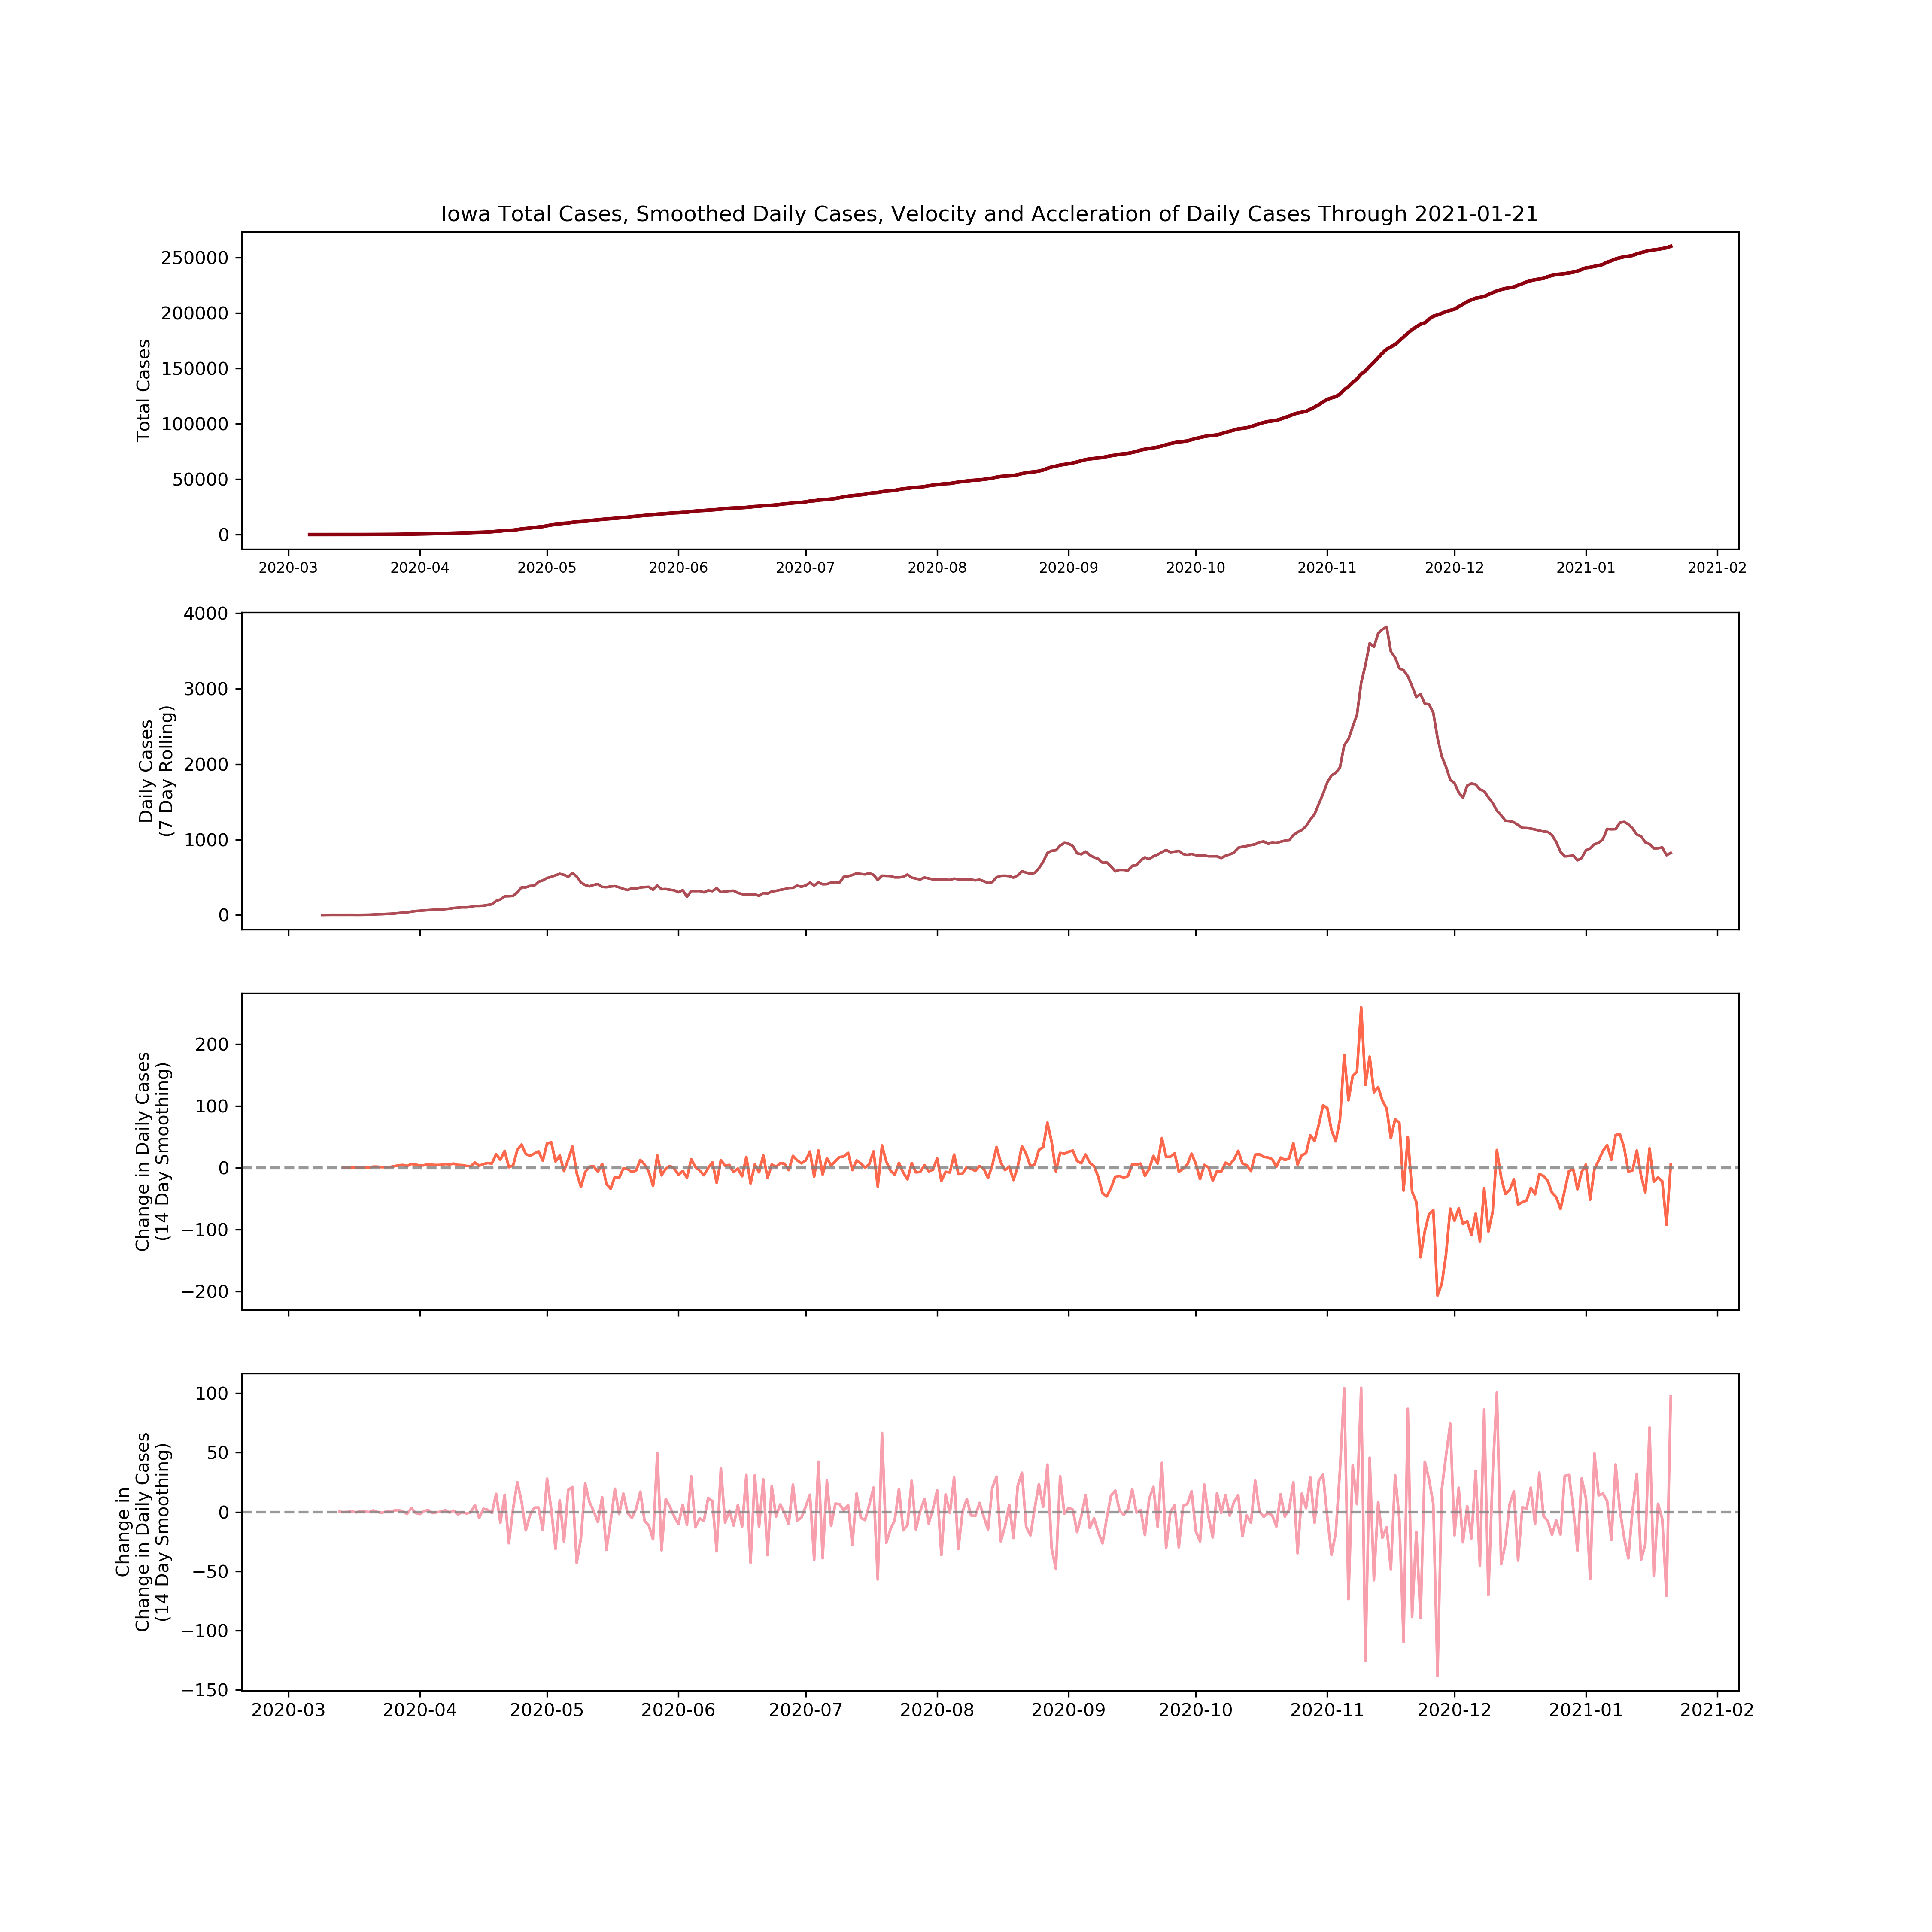 Iowa Total Cases, Smoothed Daily Cases, Velocity and Accleration of Daily Cases Through 2021-01-21
Total Cases
250000
200000
150000
100000
50000
0
2020-03 2020-04 2020-05 2020-06 2020-07 2020-08 2020-09 2020-10 2020-11 2020-12 2021-01 2021-02
Daily Cases
(7 Day Rolling)
4000
3000
2000
1000
0
Change in Daily Cases
(14 Day Smoothing)
200
100
0
−100
−200
Change in
Change in Daily Cases
(14 Day Smoothing)
100
50
0
−50
−100
−150
2020-03 2020-04 2020-05 2020-06 2020-07 2020-08 2020-09 2020-10 2020-11 2020-12 2021-01 2021-02